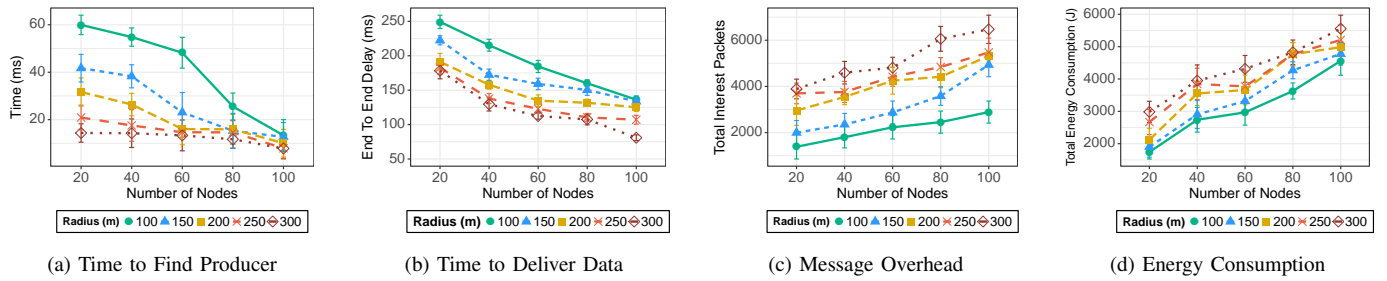 60
40
20
Time (ms)
20 40 60 80 100
Number of Nodes
Radius (m) 100 150 200 250 300
(a) Time to Find Producer
250
200
150
100
50
End To End Delay (ms)
20 40 60 80 100
Number of Nodes
Radius (m) 100 150 200 250 300
(b) Time to Deliver Data
6000
4000
2000
Total Interest Packets
20 40 60 80 100
Number of Nodes
Radius (m) 100 150 200 250 300
(c) Message Overhead
6000
5000
4000
3000
2000
Total Energy Consumption (J)
20 40 60 80 100
Number of Nodes
Radius (m) 100 150 200 250 300
(d) Energy Consumption